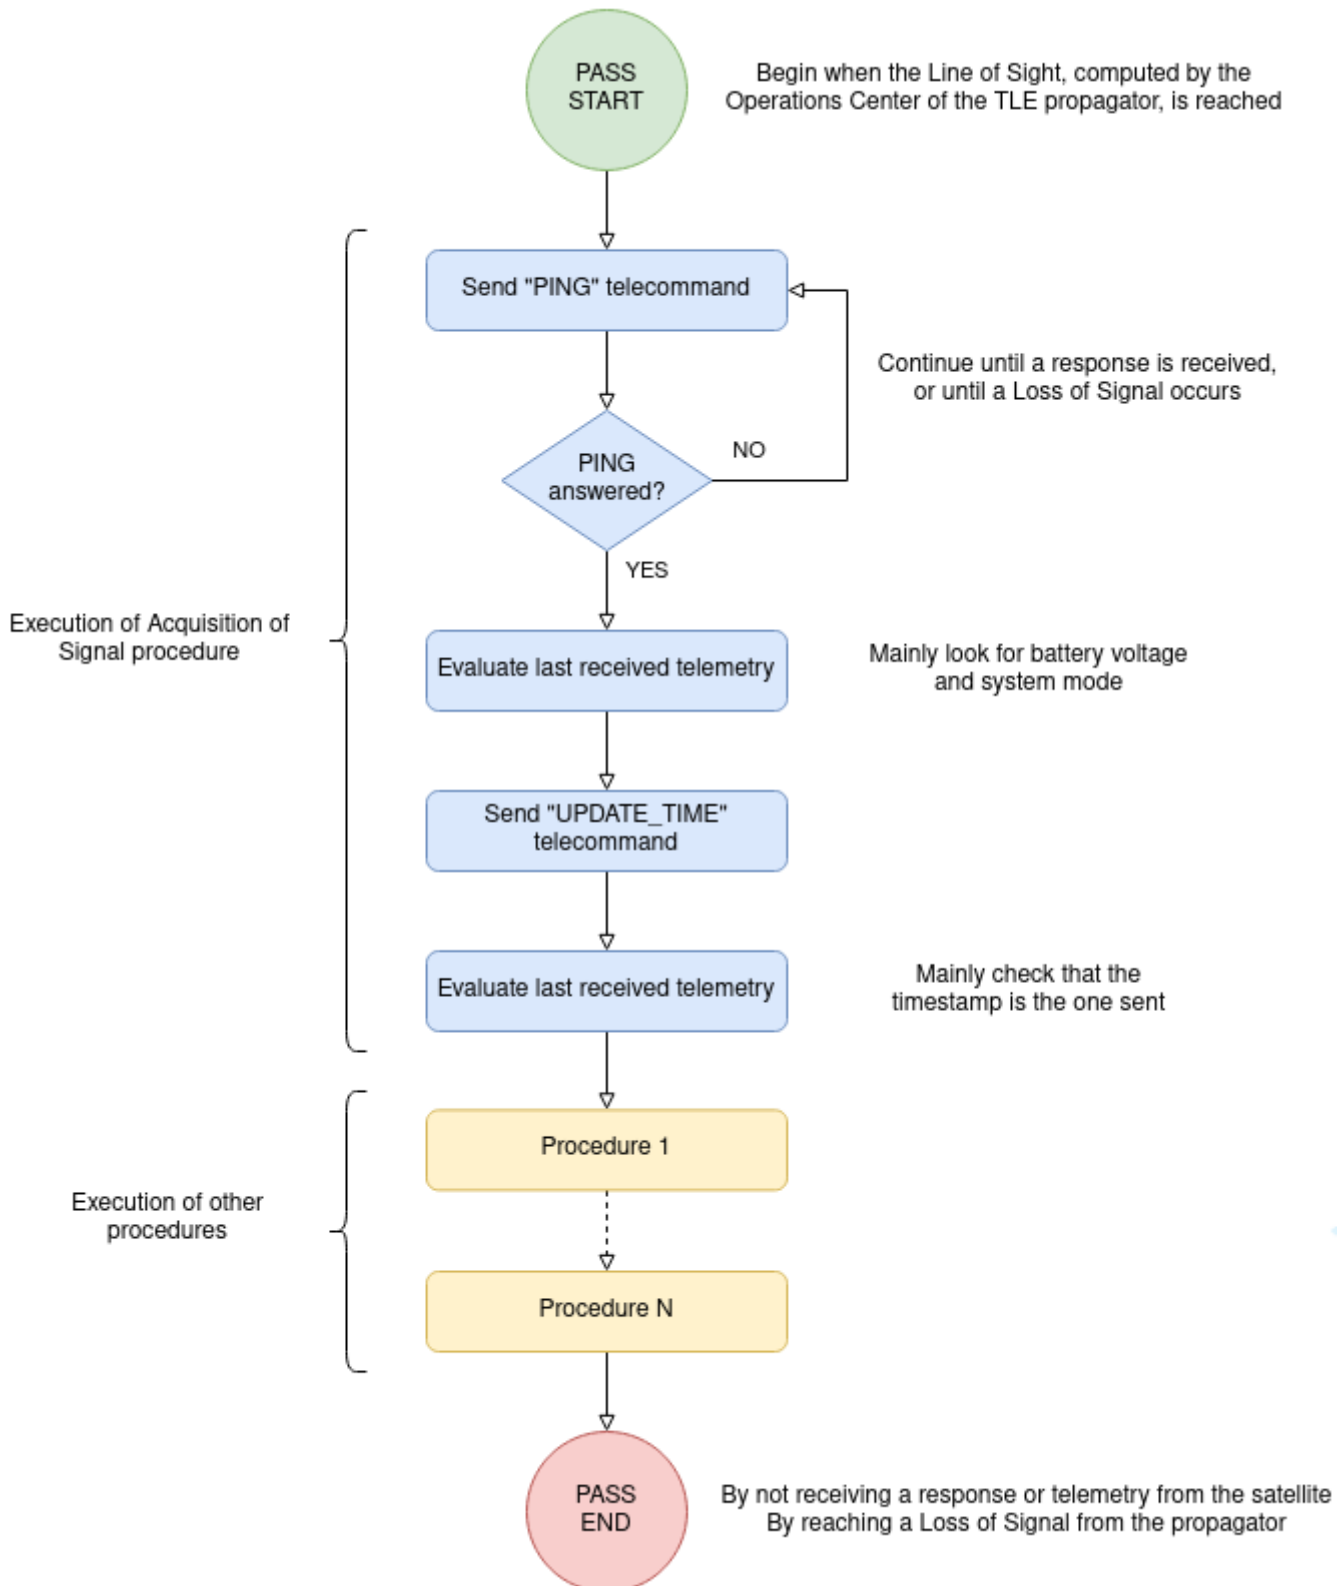 PASS
START
Begin when the Line of Sight, computed by the
Operations Center of the TLE propagator, is reached
Send "PING" telecommand
Continue until a response is received,
or until a Loss of Signal occurs
PING
answered?
NO
YES
Execution of Acquisition of
Signal procedure
Evaluate last received telemetry
Mainly look for battery voltage
and system mode
Send "UPDATE_TIME"
telecommand
Evaluate last received telemetry
Mainly check that the
timestamp is the one sent
Procedure 1
Execution of other
procedures
Procedure N
PASS
END
By not receiving a response or telemetry from the satellite
By reaching a Loss of Signal from the propagator